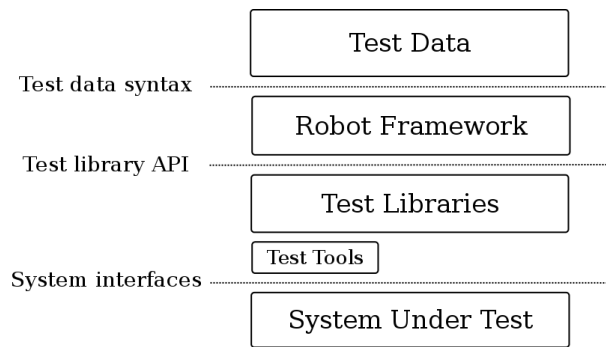 Test Data
Test data syntax
Robot Framework
Test library API
Test Libraries
Test Tools
System interfaces
System Under Test